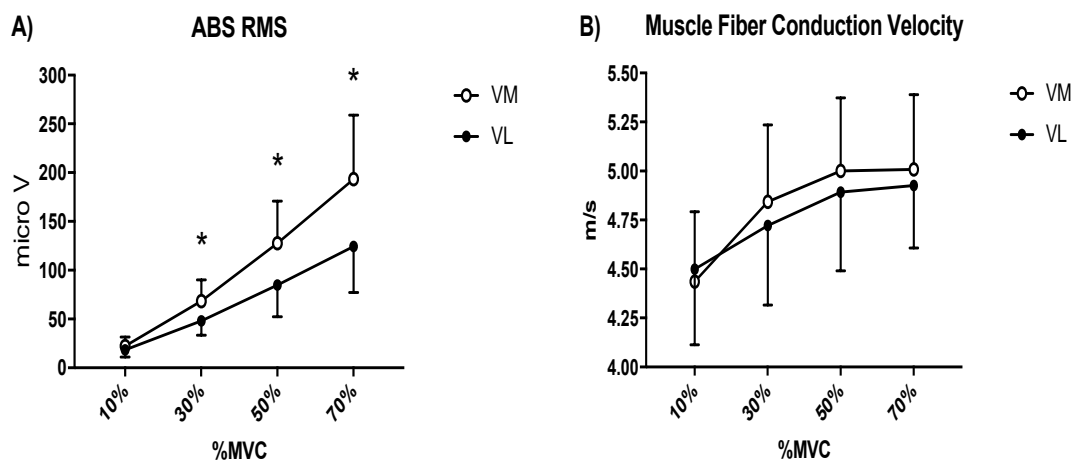 A)
ABS RMS
300
250
200
150
100
50
0
micro V
*
*
*
VM
VL
10%
30%
50%
70%
%MVC
B)
Muscle Fiber Conduction Velocity
5.50
5.25
5.00
4.75
4.50
4.25
4.00
m/s
VM
VL
10%
30%
50%
70%
%MVC